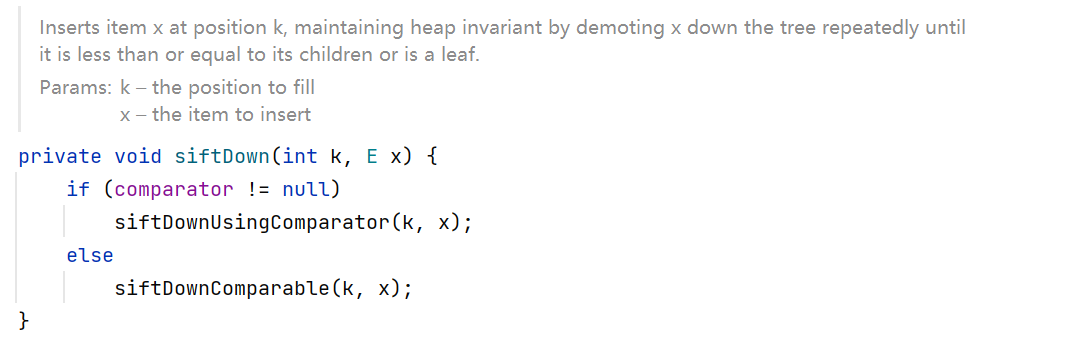 Inserts item x at position k, maintaining heap invariant by demoting x down the tree repeatedly until
it is less than or equal to its children or is a leaf.
Params: k – the position to fill
x – the item to insert
private void siftDown(int k, E x) {
    if (comparator != null)
        siftDownUsingComparator(k, x);
    else
        siftDownComparable(k, x);
}